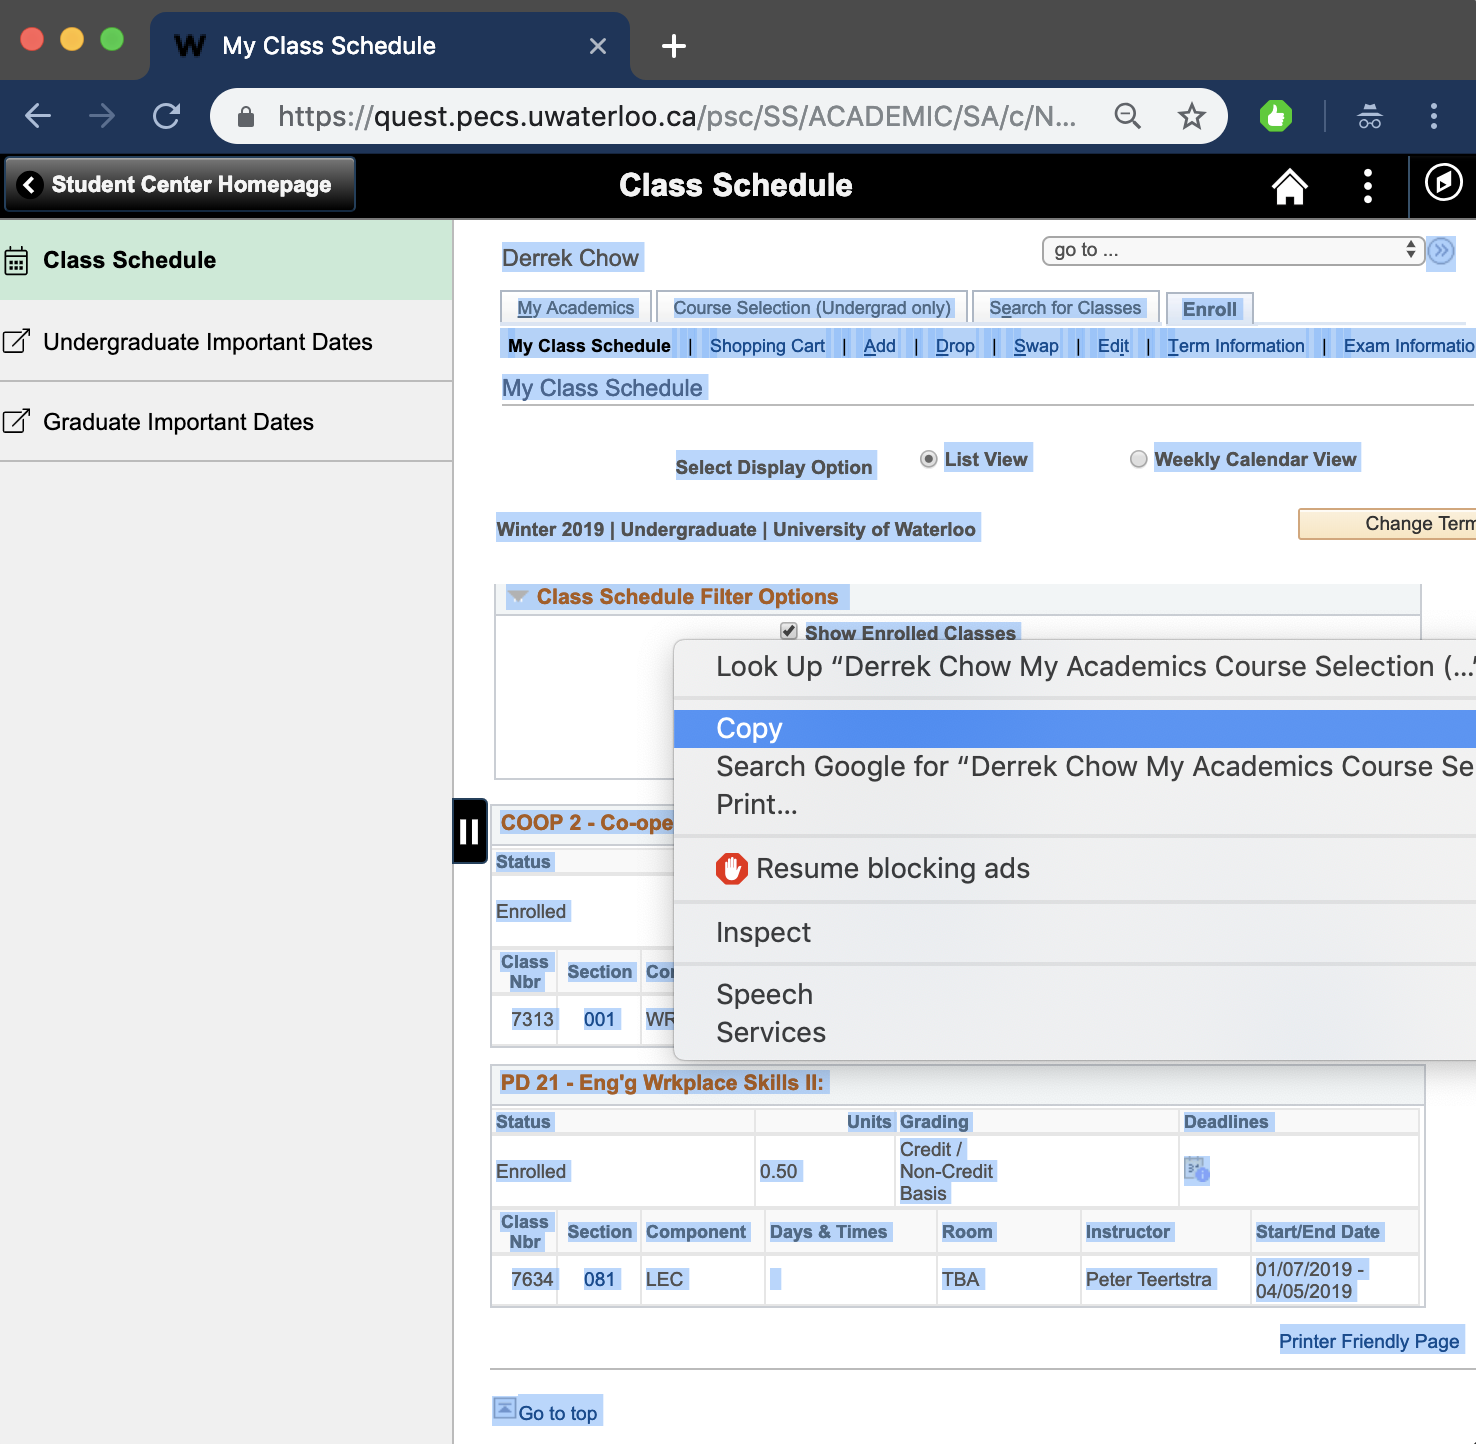 W My Class Schedule
https://quest.pecs.uwaterloo.ca/psc/SS/ACADEMIC/SA/c/N...
Student Center Homepage
Class Schedule
Class Schedule
Undergraduate Important Dates
Graduate Important Dates
Derrek Chow
go to ...
My Academics
Course Selection (Undergrad only)
Search for Classes
Enroll
My Class Schedule | Shopping Cart | Add | Drop | Swap | Edit | Term Information | Exam Informatio
My Class Schedule
Select Display Option
List View
Weekly Calendar View
Winter 2019 | Undergraduate | University of Waterloo
Change Term
Class Schedule Filter Options
Show Enrolled Classes
Look Up “Derrek Chow My Academics Course Selection (...”
Copy
Search Google for “Derrek Chow My Academics Course Se
Print...
Resume blocking ads
Inspect
Speech
Services
COOP 2 - Co-ope
Status
Enrolled
Class Nbr
Section
Co
7313
001
WR
PD 21 - Eng'g Wrkplace Skills II:
Status
Units
Grading
Deadlines
Enrolled
0.50
Credit /
Non-Credit
Basis
Class Nbr
Section
Component
Days & Times
Room
Instructor
Start/End Date
7634
081
LEC
TBA
Peter Teertstra
01/07/2019 -
04/05/2019
Printer Friendly Page
Go to top